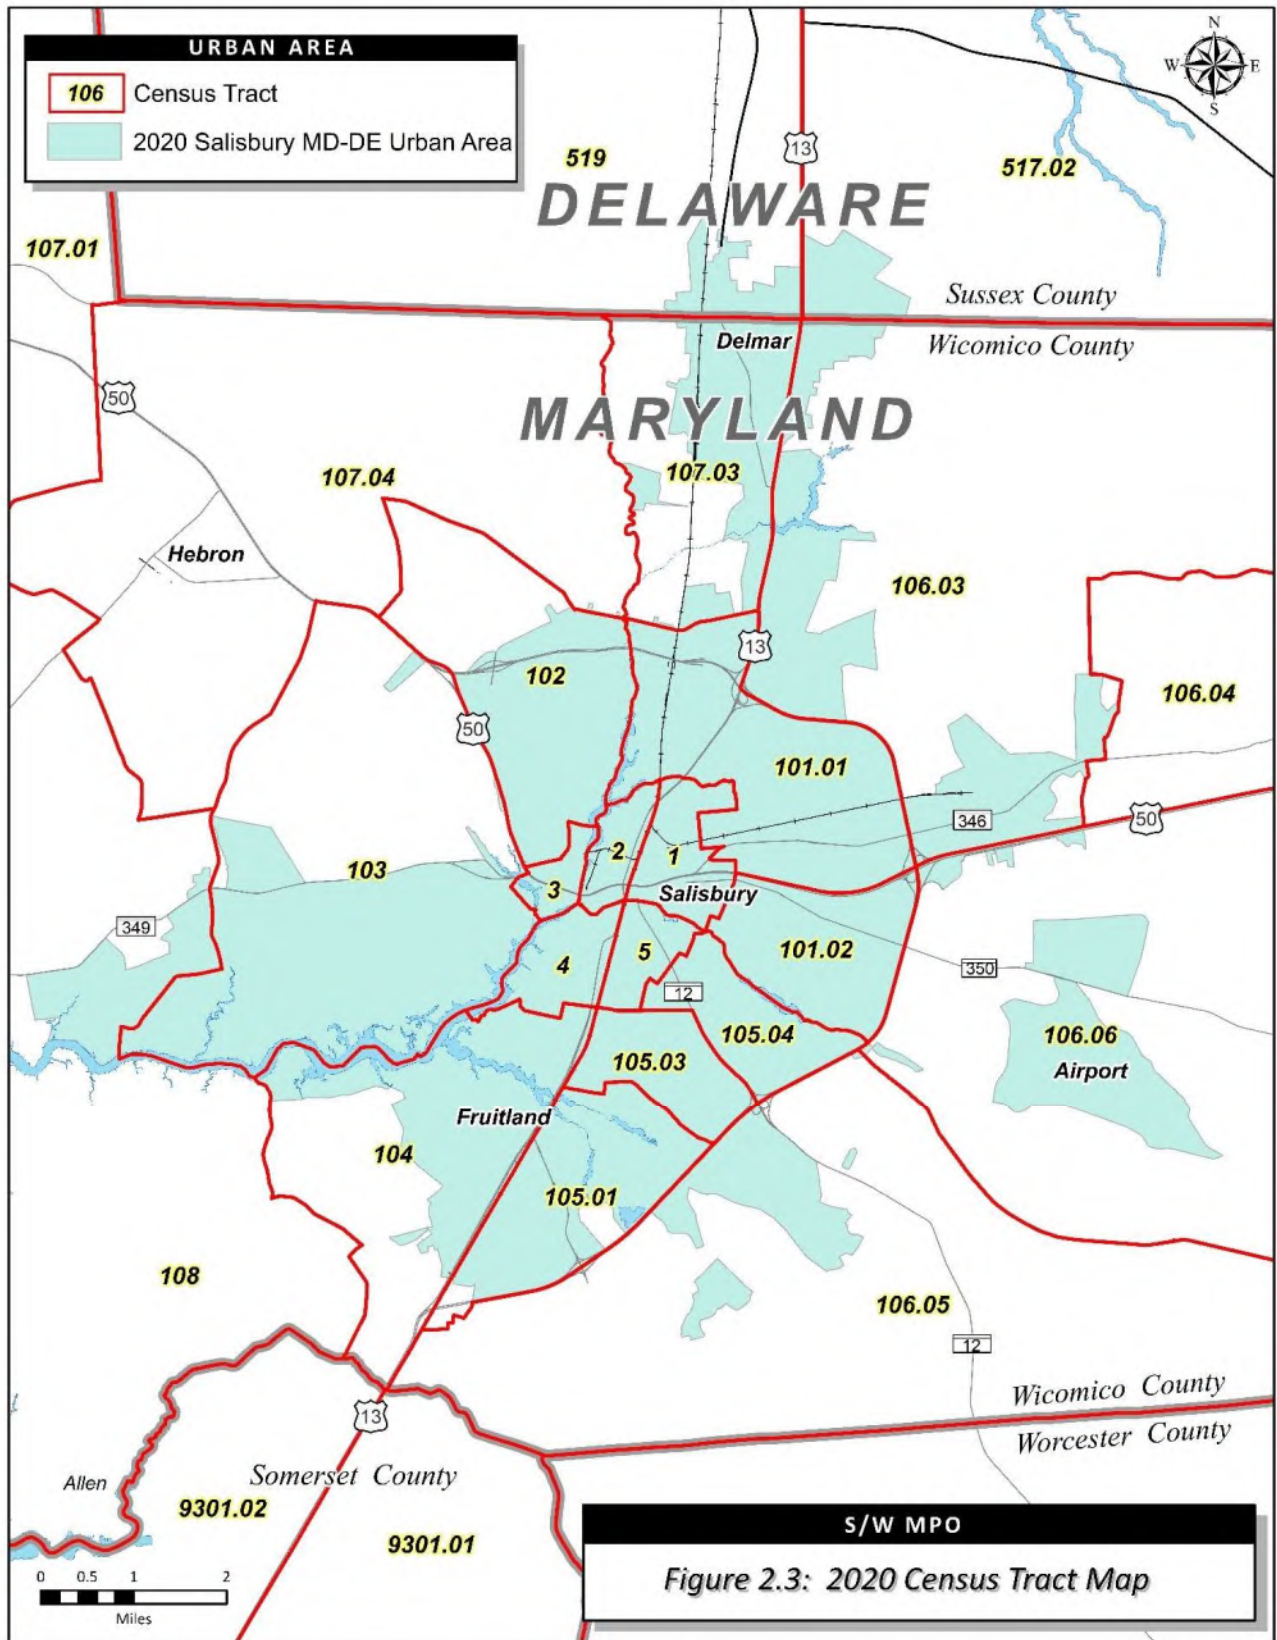 URBAN AREA
106 Census Tract
2020 Salisbury MD-DE Urban Area
N
W E
S
519
13
517.02
DELAWARE
107.01
Sussex County
Delmar
Wicomico County
50
MARYLAND
107.04
107.03
Hebron
106.03
13
102
106.04
50
101.01
346
50
2
1
103
3
Salisbury
349
5
101.02
4
350
12
105.04
106.06
105.03
Airport
Fruitland
104
105.01
108
106.05
12
Wicomico County
13
Worcester County
Somerset County
Allen
9301.02
S/W MPO
9301.01
Figure 2.3: 2020 Census Tract Map
0 0.5 1 2
Miles